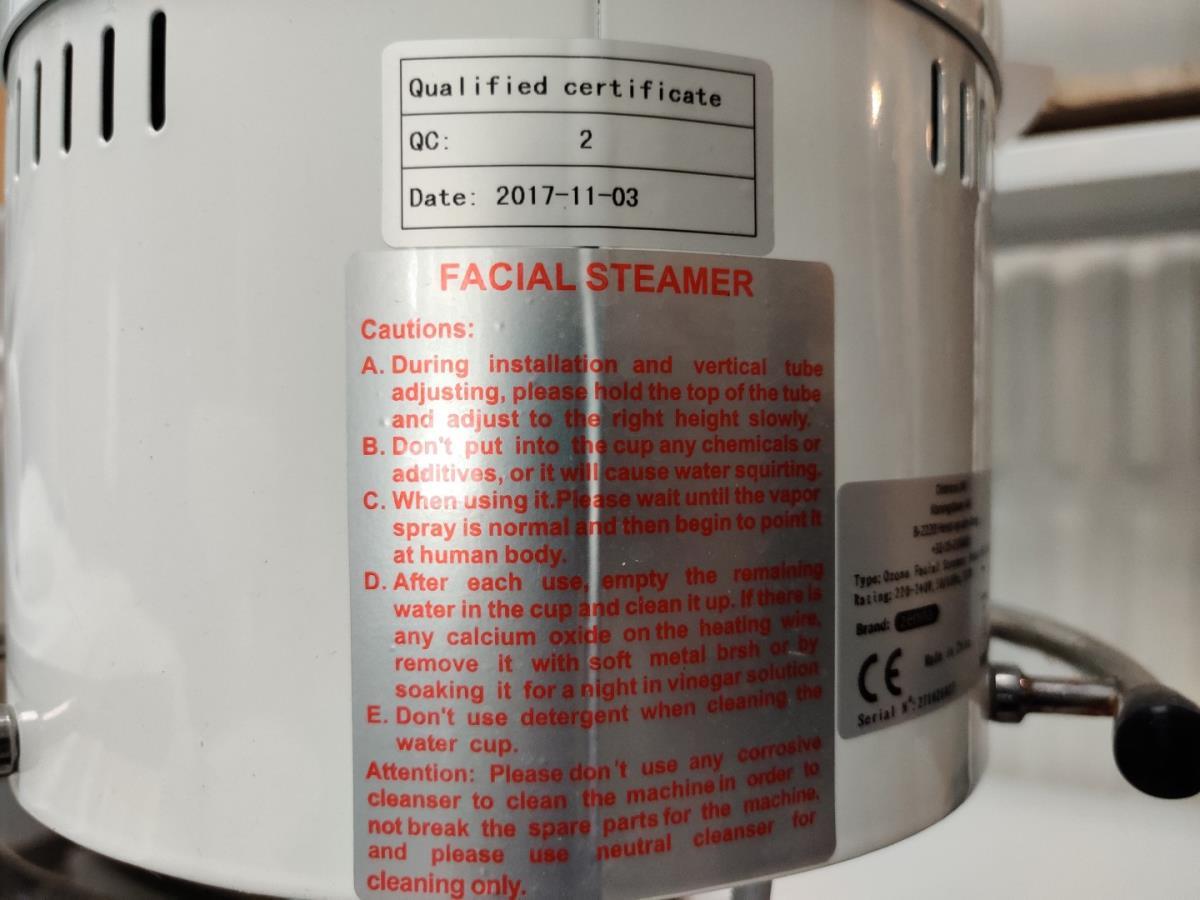 Qualified certificate
QC: 2
Date: 2017-11-03
FACIAL STEAMER
Cautions:
A. During installation and vertical tube
adjusting, please hold the top of the tube
and adjust to the right height slowly.
B. Don't put into the cup any chemicals or
additives, or it will cause water squirting.
C. When using it.Please wait until the vapor
spray is normal and then begin to point it
at human body.
D. After each use, empty the remaining
water in the cup and clean it up. If there is
any calcium oxide on the heating wire,
remove it with soft metal brsh or by
soaking it for a night in vinegar solution
E. Don't use detergent when cleaning the
water cup.
Attention: Please don't use any corrosive
cleanser to clean the machine in order to
not break the spare parts for the machine,
and please use neutral cleanser for
cleaning only.
Type: Ozone Facial Steamer
Rating: 220-240V,
Brand:
CE
Made in China
Serial N°: